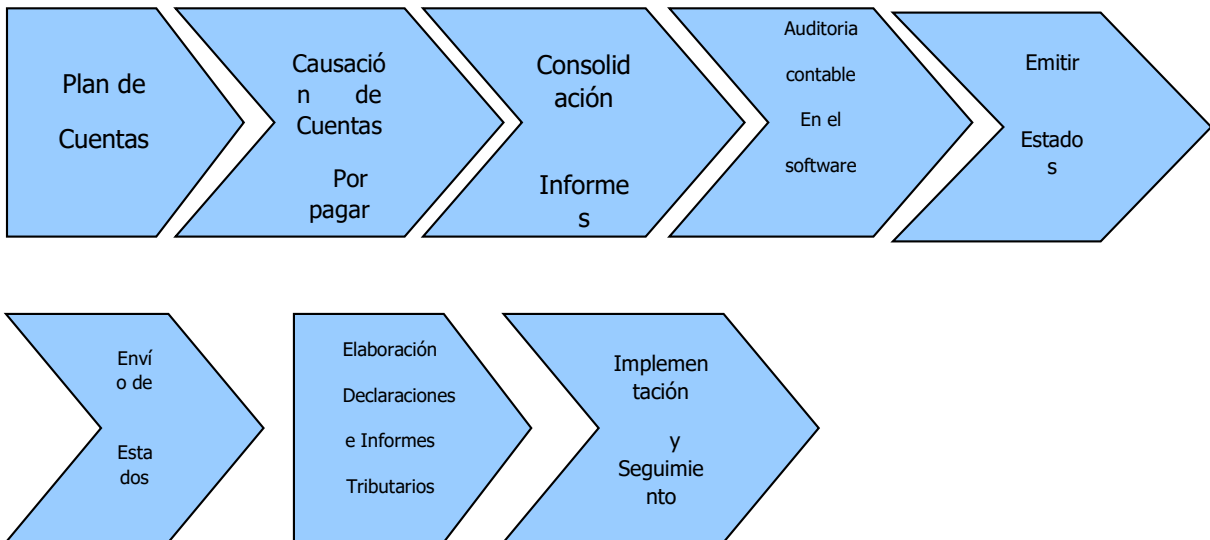 Plan de
Cuentas
Causació
n de
Cuentas
Por
pagar
Consolid
ación
Informe
s
Auditoria
contable
En el
software
Emitir
Estado
s
Enví
o de
Esta
dos
Elaboración
Declaraciones
e Informes
Tributarios
Implemen
tación
y
Seguimie
nto